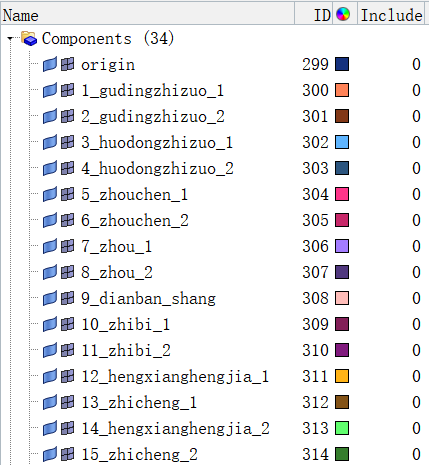 Name ID Include
Components (34)
origin 299 0
1_gudingzhizuo_1 300 0
2_gudingzhizuo_2 301 0
3_huodongzhizuo_1 302 0
4_huodongzhizuo_2 303 0
5_zhouchen_1 304 0
6_zhouchen_2 305 0
7_zhou_1 306 0
8_zhou_2 307 0
9_dianban_shang 308 0
10_zhibi_1 309 0
11_zhibi_2 310 0
12_hengxianghengjia_1 311 0
13_zhicheng_1 312 0
14_hengxianghengjia_2 313 0
15_zhicheng_2 314 0